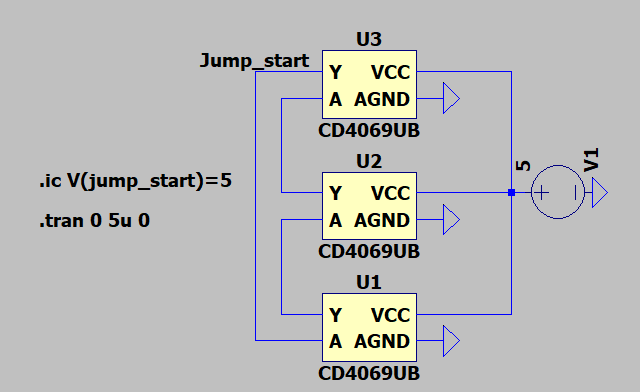 U3
Jump_start
Y VCC
A AGND
CD4069UB
U2
Y VCC
A AGND
CD4069UB
U1
Y VCC
A AGND
CD4069UB
.ic V(jump_start)=5
.tran 0 5u 0
5
V1